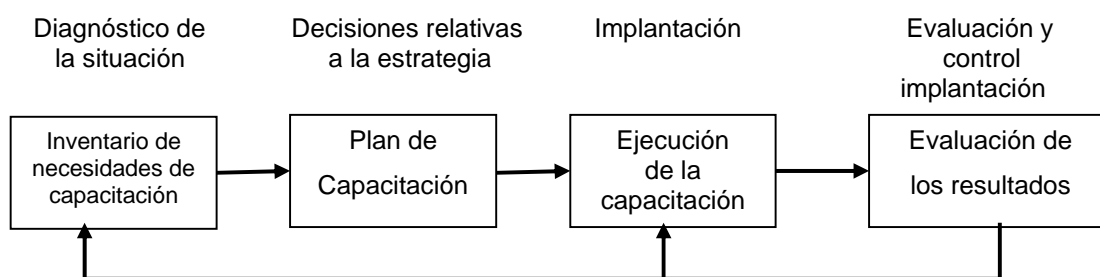 Diagnóstico de
la situación
Decisiones relativas
a la estrategia
Implantación
Evaluación y
control
implantación
Inventario de
necesidades de
capacitación
Plan de
Capacitación
Ejecución
de la
capacitación
Evaluación de
los resultados